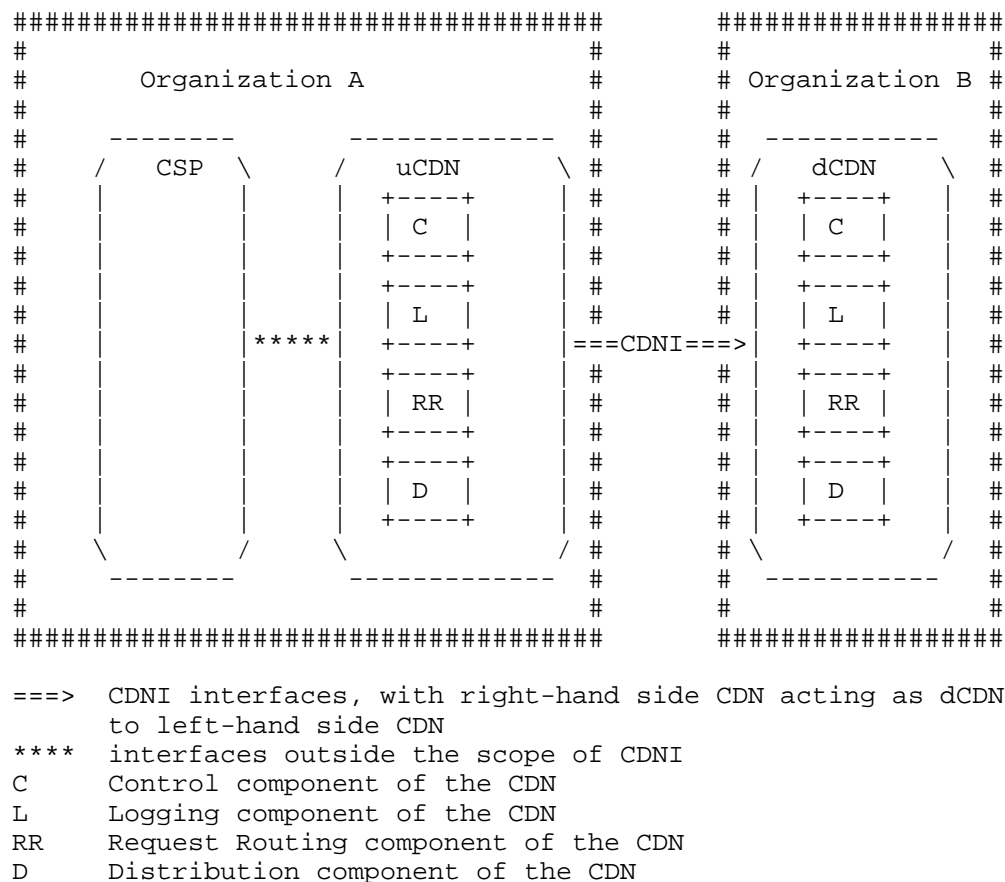 #####################################       ##################
#                                   #       #                #
#       Organization A              #       # Organization B #
#                                   #       #                #
#     --------       -------------  #       #  -----------   #
#    /   CSP  \     /   uCDN      \ #       # /   dCDN    \  #
#    |        |     |  +----+     | #       # |  +----+   |  #
#    |        |     |  | C  |     | #       # |  | C  |   |  #
#    |        |     |  +----+     | #       # |  +----+   |  #
#    |        |     |  +----+     | #       # |  +----+   |  #
#    |        |     |  | L  |     | #       # |  | L  |   |  #
#    |        |*****|  +----+     |===CDNI===>|  +----+   |  #
#    |        |     |  +----+     | #       # |  +----+   |  #
#    |        |     |  | RR |     | #       # |  | RR |   |  #
#    |        |     |  +----+     | #       # |  +----+   |  #
#    |        |     |  +----+     | #       # |  +----+   |  #
#    |        |     |  | D  |     | #       # |  | D  |   |  #
#    |        |     |  +----+     | #       # |  +----+   |  #
#    \        /     \             / #       # \           /  #
#     --------       -------------  #       #  -----------   #
#                                   #       #                #
#####################################       ##################
===>  CDNI interfaces, with right-hand side CDN acting as dCDN
      to left-hand side CDN
****  interfaces outside the scope of CDNI
C     Control component of the CDN
L     Logging component of the CDN
RR    Request Routing component of the CDN
D     Distribution component of the CDN